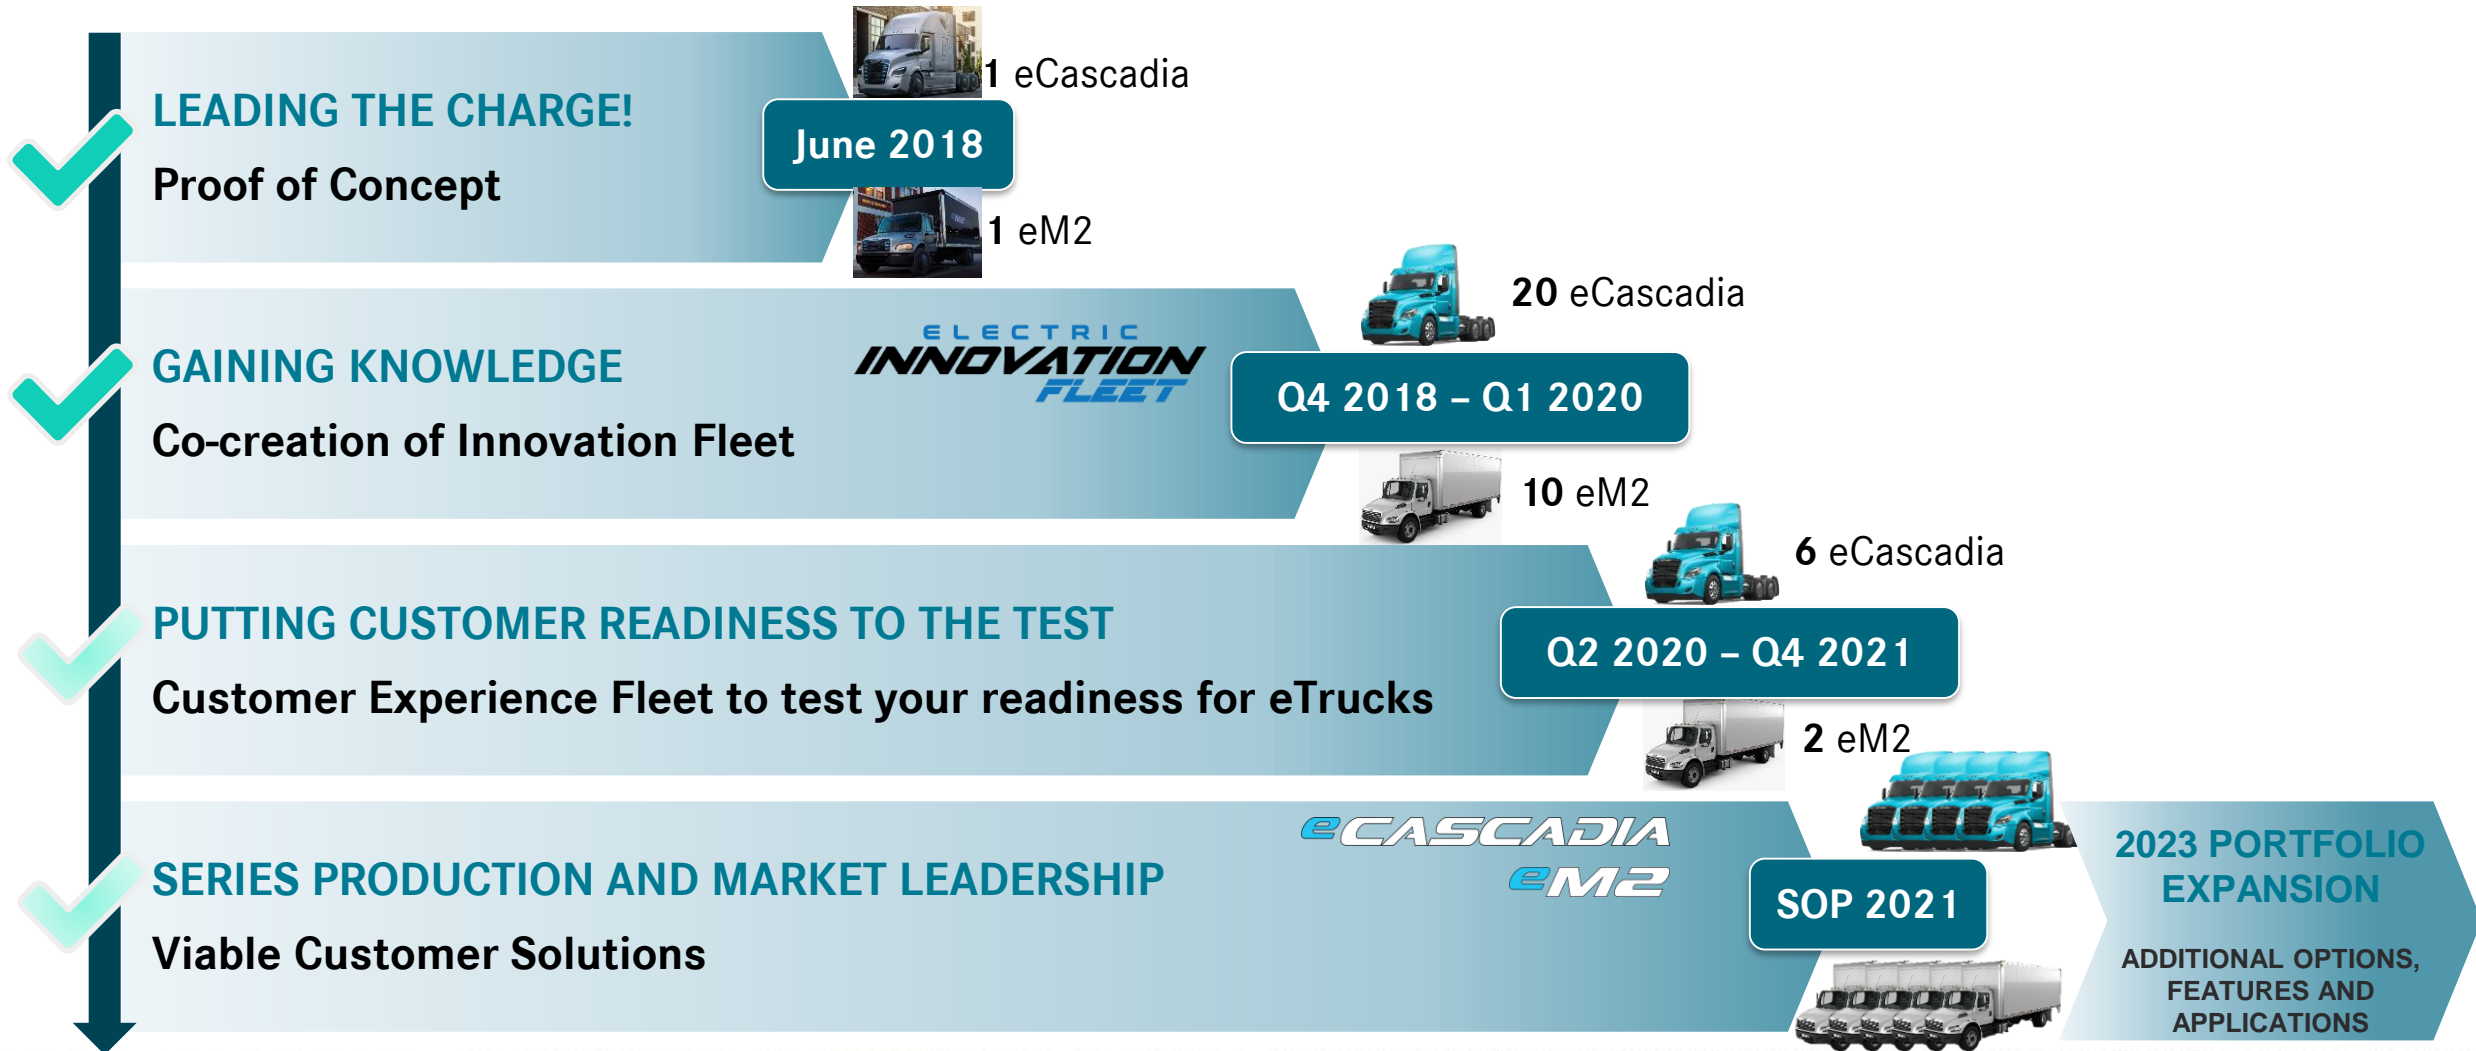 1 eCascadia
LEADING THE CHARGE!
June 2018
Proof of Concept
eM2
1 eM2
20 eCascadia
ELECTRIC
INNOVATION
FLEET
GAINING KNOWLEDGE
Q4 2018 – Q1 2020
Co-creation of Innovation Fleet
10 eM2
6 eCascadia
PUTTING CUSTOMER READINESS TO THE TEST
Q2 2020 – Q4 2021
Customer Experience Fleet to test your readiness for eTrucks
2 eM2
eCASCADIA
eM2
SERIES PRODUCTION AND MARKET LEADERSHIP
SOP 2021
Viable Customer Solutions
2023 PORTFOLIO
EXPANSION
ADDITIONAL OPTIONS,
FEATURES AND
APPLICATIONS